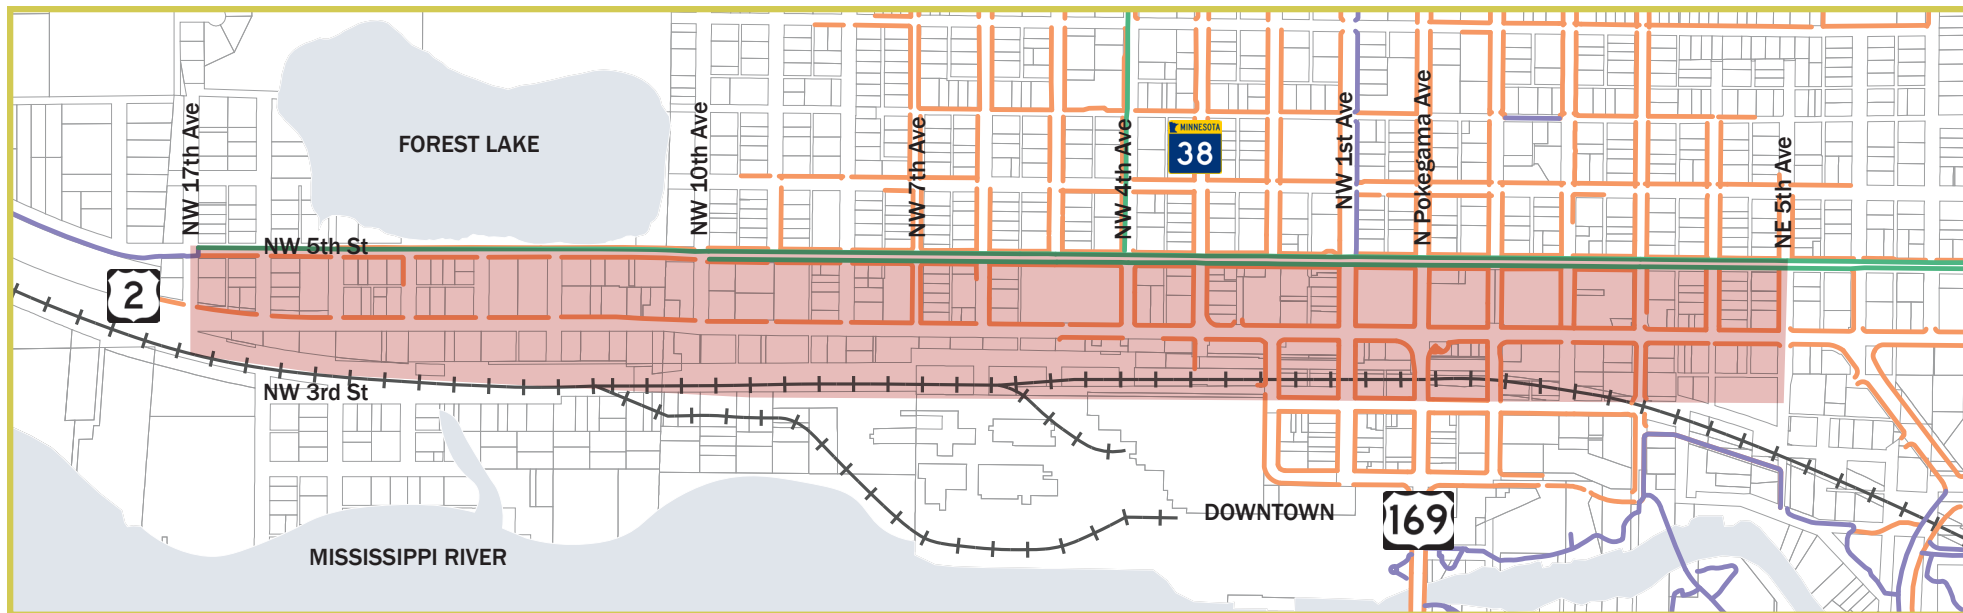 FOREST LAKE
NW 17th Ave
NW 10th Ave
NW 7th Ave
NW 4th Ave
MINNESOTA
38
NW 1st Ave
N Pokegama Ave
NE 5th Ave
NW 5th St
2
NW 3rd St
DOWNTOWN
169
MISSISSIPPI RIVER